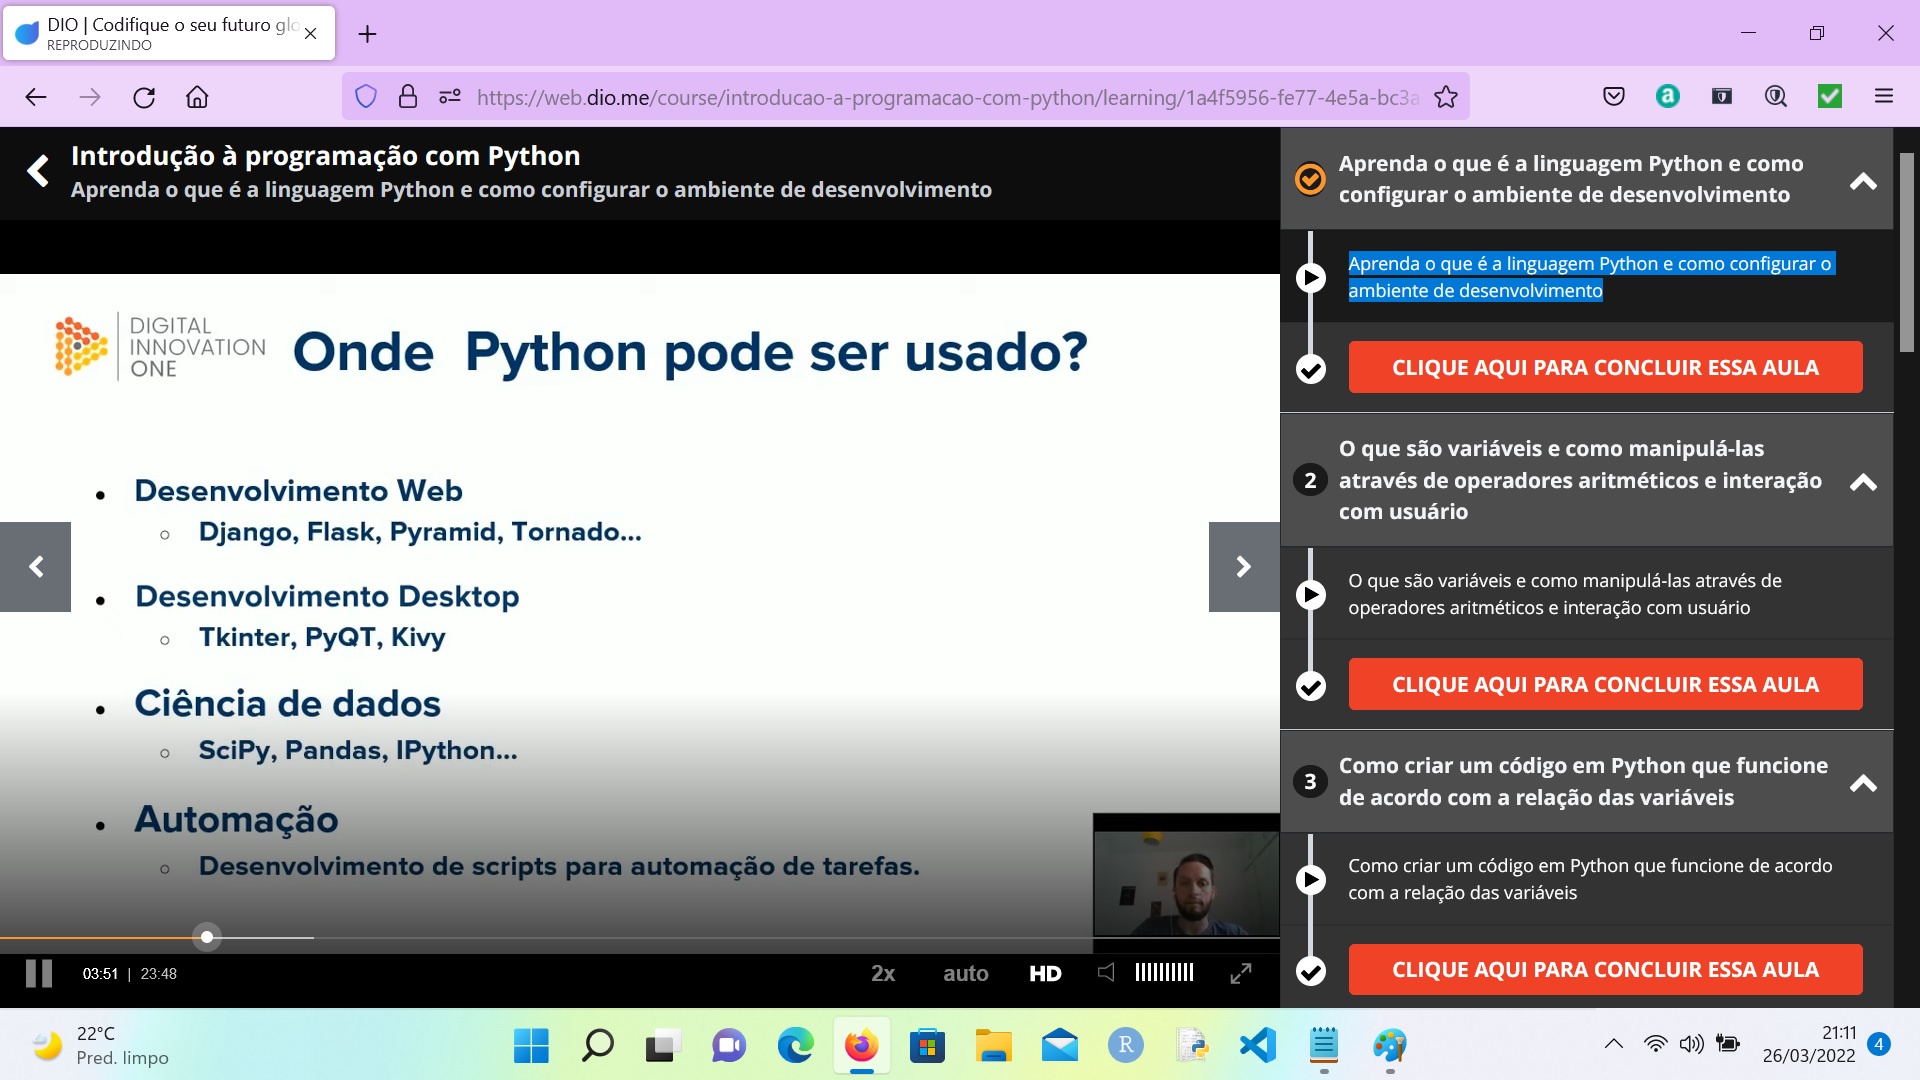 DIO | Codifique o seu futuro glo
REPRODUZINDO
https://web.dio.me/course/introducao-a-programacao-com-python/learning/1a4f5956-fe77-4e5a-bc3a
Introdução à programação com Python
Aprenda o que é a linguagem Python e como configurar o ambiente de desenvolvimento
DIGITAL
INNOVATION
ONE
Onde Python pode ser usado?
Desenvolvimento Web
Django, Flask, Pyramid, Tornado...
Desenvolvimento Desktop
Tkinter, PyQT, Kivy
Ciência de dados
SciPy, Pandas, IPython...
Automação
Desenvolvimento de scripts para automação de tarefas.
03:51 | 23:48
2x
auto
HD
Aprenda o que é a linguagem Python e como
configurar o ambiente de desenvolvimento
Aprenda o que é a linguagem Python e como configurar o
ambiente de desenvolvimento
CLIQUE AQUI PARA CONCLUIR ESSA AULA
2
O que são variáveis e como manipulá-las
através de operadores aritméticos e interação
com usuário
O que são variáveis e como manipulá-las através de
operadores aritméticos e interação com usuário
CLIQUE AQUI PARA CONCLUIR ESSA AULA
3
Como criar um código em Python que funcione
de acordo com a relação das variáveis
Como criar um código em Python que funcione de acordo
com a relação das variáveis
CLIQUE AQUI PARA CONCLUIR ESSA AULA
22°C
Pred. limpo
R
21:11
26/03/2022
4